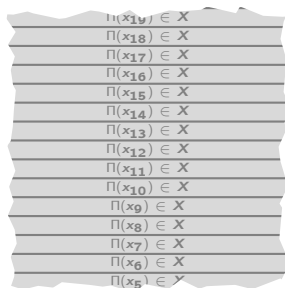 Π(x₁₉) ∈ X
Π(x₁₈) ∈ X
Π(x₁₇) ∈ X
Π(x₁₆) ∈ X
Π(x₁₅) ∈ X
Π(x₁₄) ∈ X
Π(x₁₃) ∈ X
Π(x₁₂) ∈ X
Π(x₁₁) ∈ X
Π(x₁₀) ∈ X
Π(x₉) ∈ X
Π(x₈) ∈ X
Π(x₇) ∈ X
Π(x₆) ∈ X
Π(x₅) ∈ X